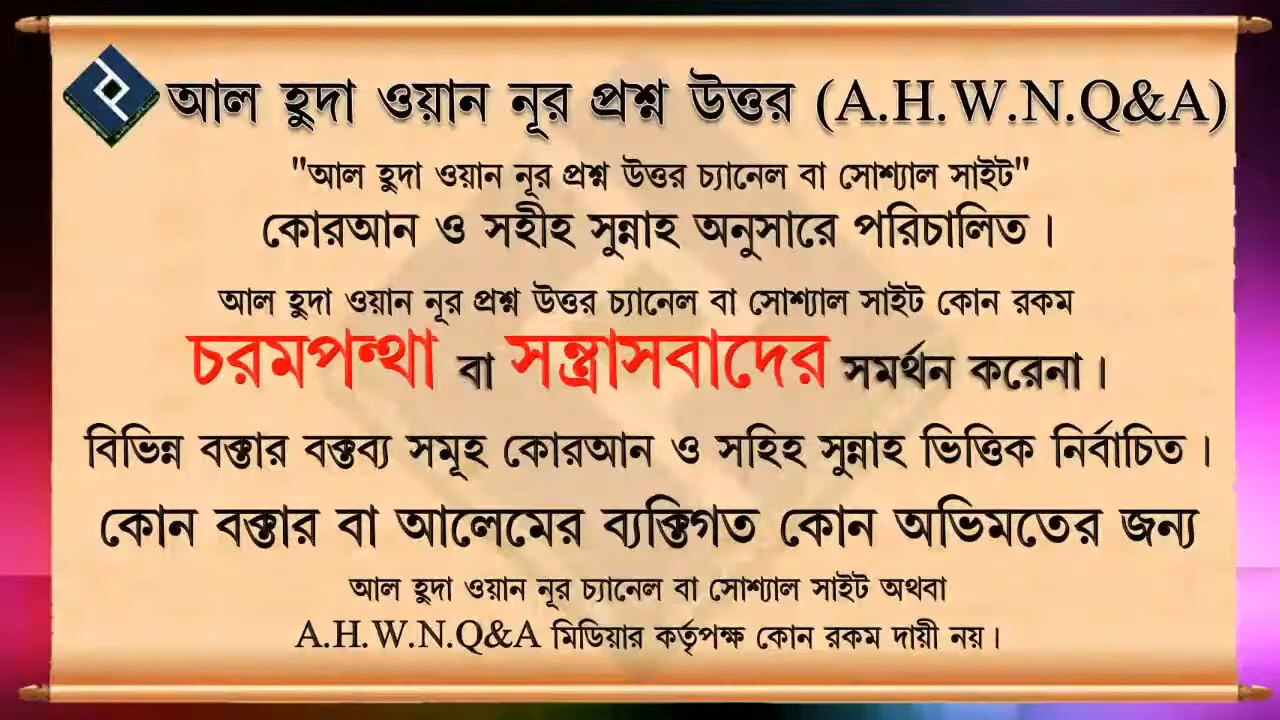 আল হুদা ওয়ান নূর প্রশ্ন উত্তর (A.H.W.N.Q&A)
"আল হুদা ওয়ান নূর প্রশ্ন উত্তর চ্যানেল বা সোশ্যাল সাইট"
কোরআন ও সহীহ সুন্নাহ অনুসারে পরিচালিত।
আল হুদা ওয়ান নূর প্রশ্ন উত্তর চ্যানেল বা সোশ্যাল সাইট কোন রকম
চরমপন্থা বা সন্ত্রাসবাদের সমর্থন করেনা।
বিভিন্ন বক্তার বক্তব্য সমূহ কোরআন ও সহিহ সুন্নাহ ভিত্তিক নির্বাচিত।
কোন বক্তার বা আলেমের ব্যক্তিগত কোন অভিমতের জন্য
আল হুদা ওয়ান নূর চ্যানেল বা সোশ্যাল সাইট অথবা
A.H.W.N.Q&A মিডিয়ার কর্তৃপক্ষ কোন রকম দায়ী নয়।